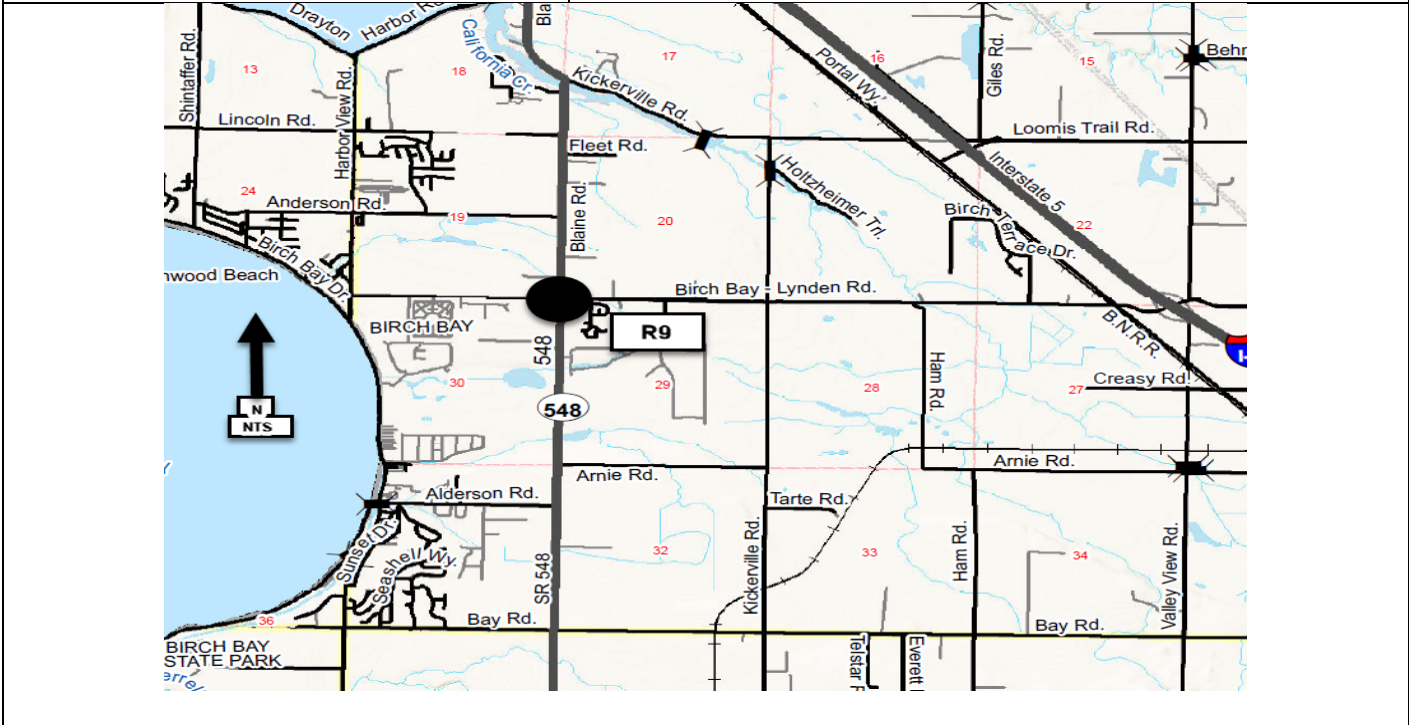 Drayton Harbor Rd.
Bla
California Cr.
Shintaffer Rd.
13
Harbor View Rd.
18
17
Kickerville Rd.
16
Portal Wy.
Giles Rd.
15
Behr
Lincoln Rd.
Fleet Rd.
Loomis Trail Rd.
Interstate 5
Holtzheimer Trl.
24
Anderson Rd.
19
Blaine Rd.
20
Birch Terrace Dr.
22
Birch Bay Dr.
nwood Beach
Birch Bay - Lynden Rd.
BIRCH BAY
R9
548
B.N.R.R.
30
29
28
Ham Rd.
27
Creasy Rd.
N
NTS
548
Arnie Rd.
Arnie Rd.
Alderson Rd.
Tarte Rd.
Sunset Dr.
Seashell Wy.
SR 548
32
Kickerville Rd.
33
Ham Rd.
34
Valley View Rd.
36
Bay Rd.
Bay Rd.
BIRCH BAY
STATE PARK
Telstar
Everett